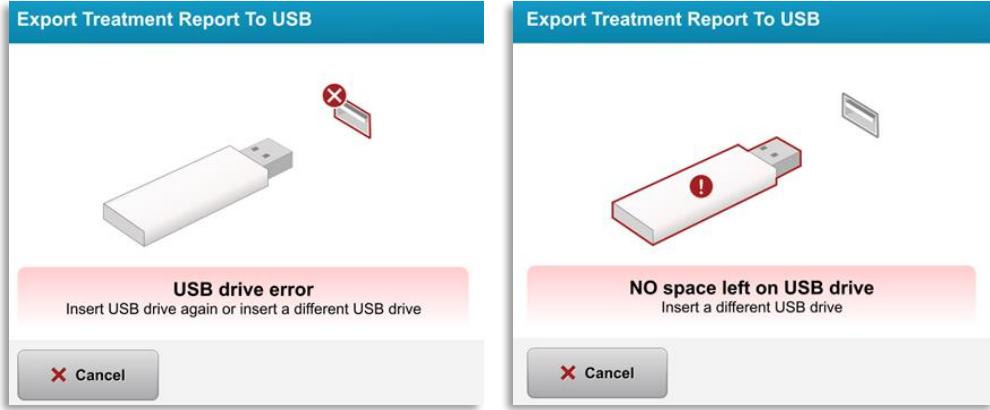 Export Treatment Report To USB
USB drive error
Insert USB drive again or insert a different USB drive
Cancel
Export Treatment Report To USB
NO space left on USB drive
Insert a different USB drive
Cancel